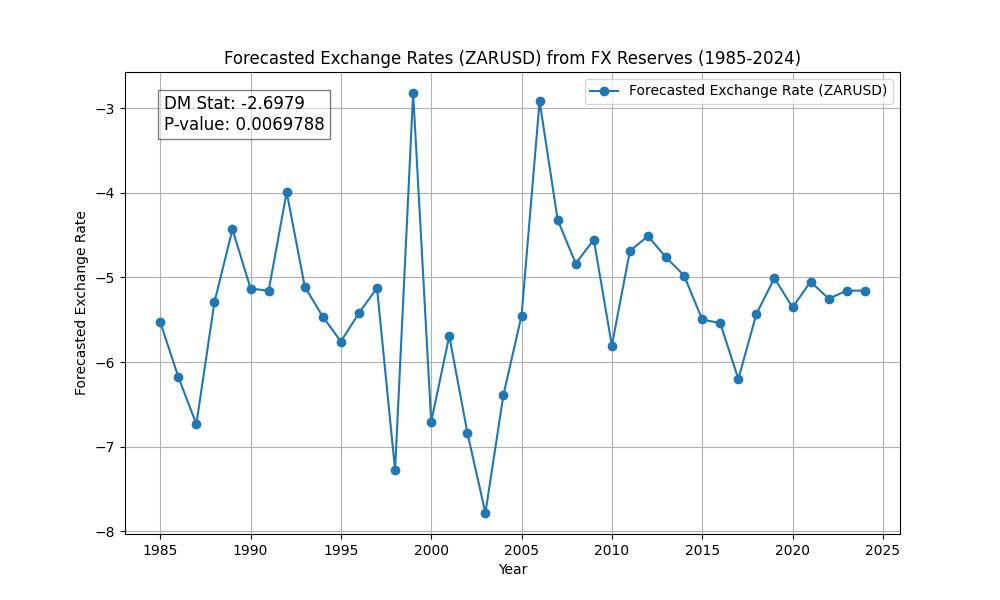 Forecasted Exchange Rates (ZARUSD) from FX Reserves (1985-2024)
DM Stat: -2.6979
P-value: 0.0069788
Forecasted Exchange Rate (ZARUSD)
Forecasted Exchange Rate
−3
−4
−5
−6
−7
−8
1985
1990
1995
2000
2005
2010
2015
2020
2025
Year